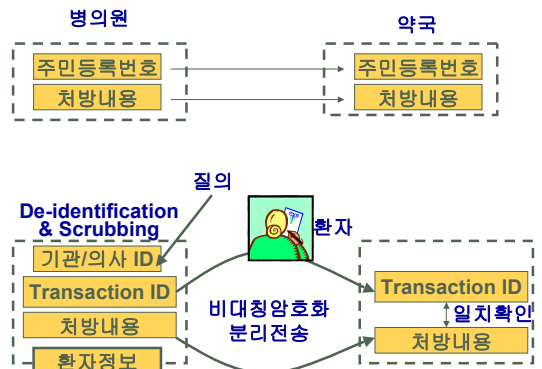 병의원
약국
주민등록번호
주민등록번호
처방내용
처방내용
질의
De-identification
& Scrubbing
환자
기관/의사 ID
Transaction ID
Transaction ID
비대칭암호화
분리전송
일치확인
처방내용
처방내용
환자정보